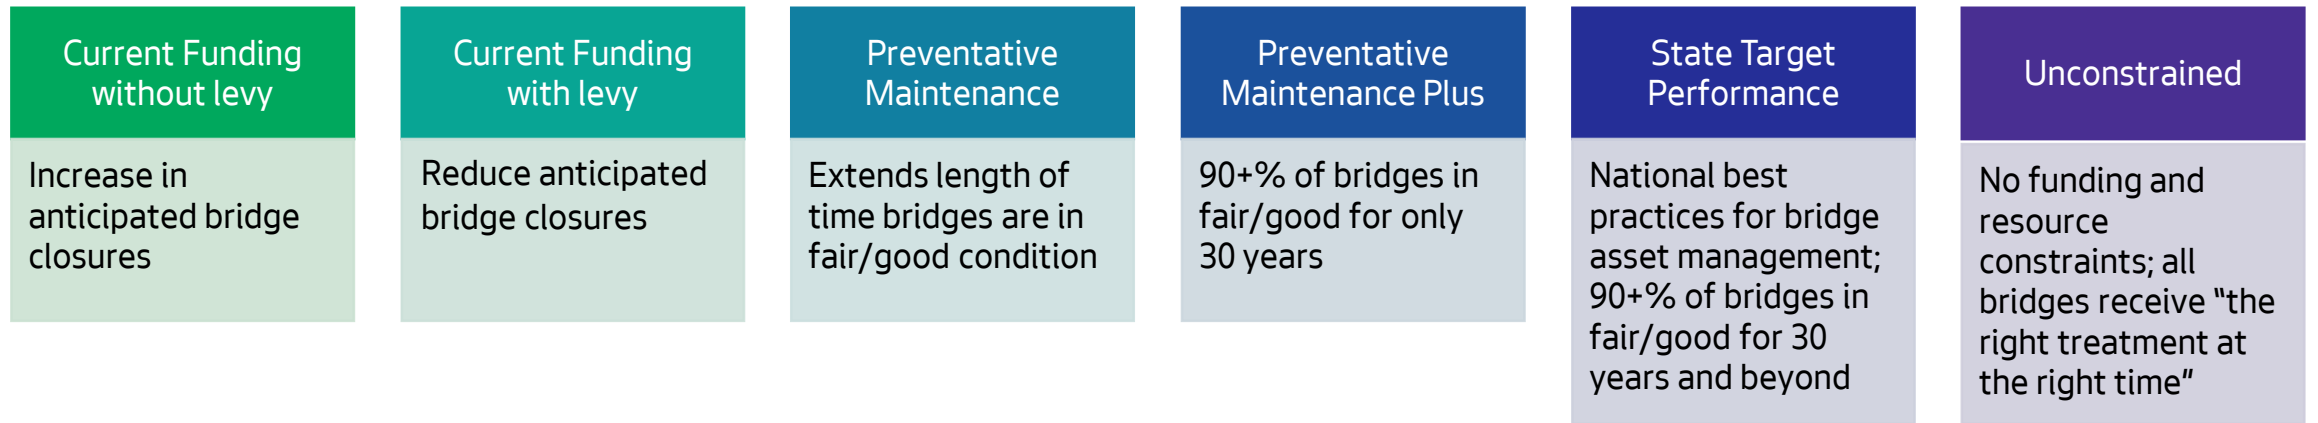 Current Funding
without levy
Increase in
anticipated bridge
closures
Current Funding
with levy
Reduce anticipated
bridge closures
Preventative
Maintenance
Extends length of
time bridges are in
fair/good condition
Preventative
Maintenance Plus
90+% of bridges in
fair/good for only
30 years
State Target
Performance
National best
practices for bridge
asset management;
90+% of bridges in
fair/good for 30
years and beyond
Unconstrained
No funding and
resource
constraints; all
bridges receive “the
right treatment at
the right time”